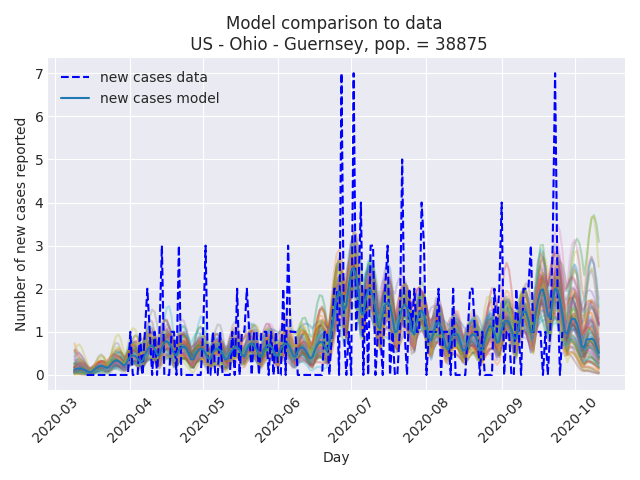 Model comparison to data
US - Ohio - Guernsey, pop. = 38875
new cases data
new cases model
Number of new cases reported
7
6
5
4
3
2
1
0
2020-03
2020-04
2020-05
2020-06
2020-07
2020-08
2020-09
2020-10
Day